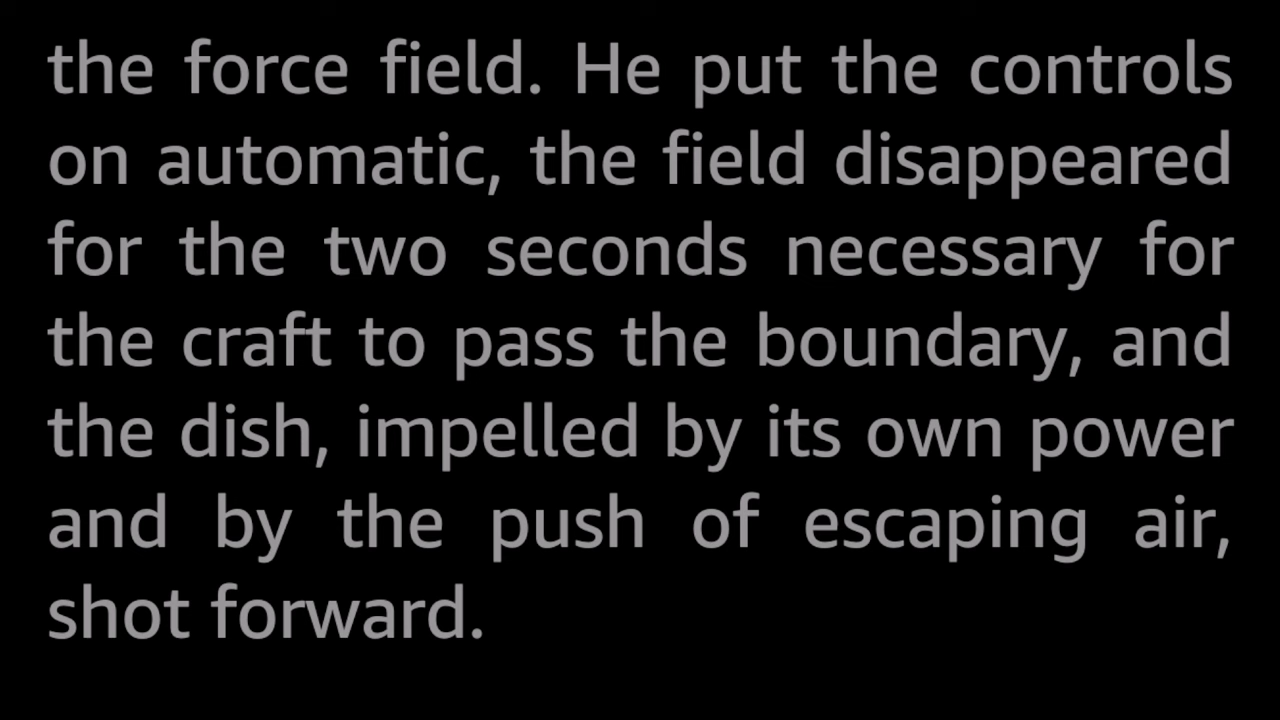 the force field. He put the controls
on automatic, the field disappeared
for the two seconds necessary for
the craft to pass the boundary, and
the dish, impelled by its own power
and by the push of escaping air,
shot forward.